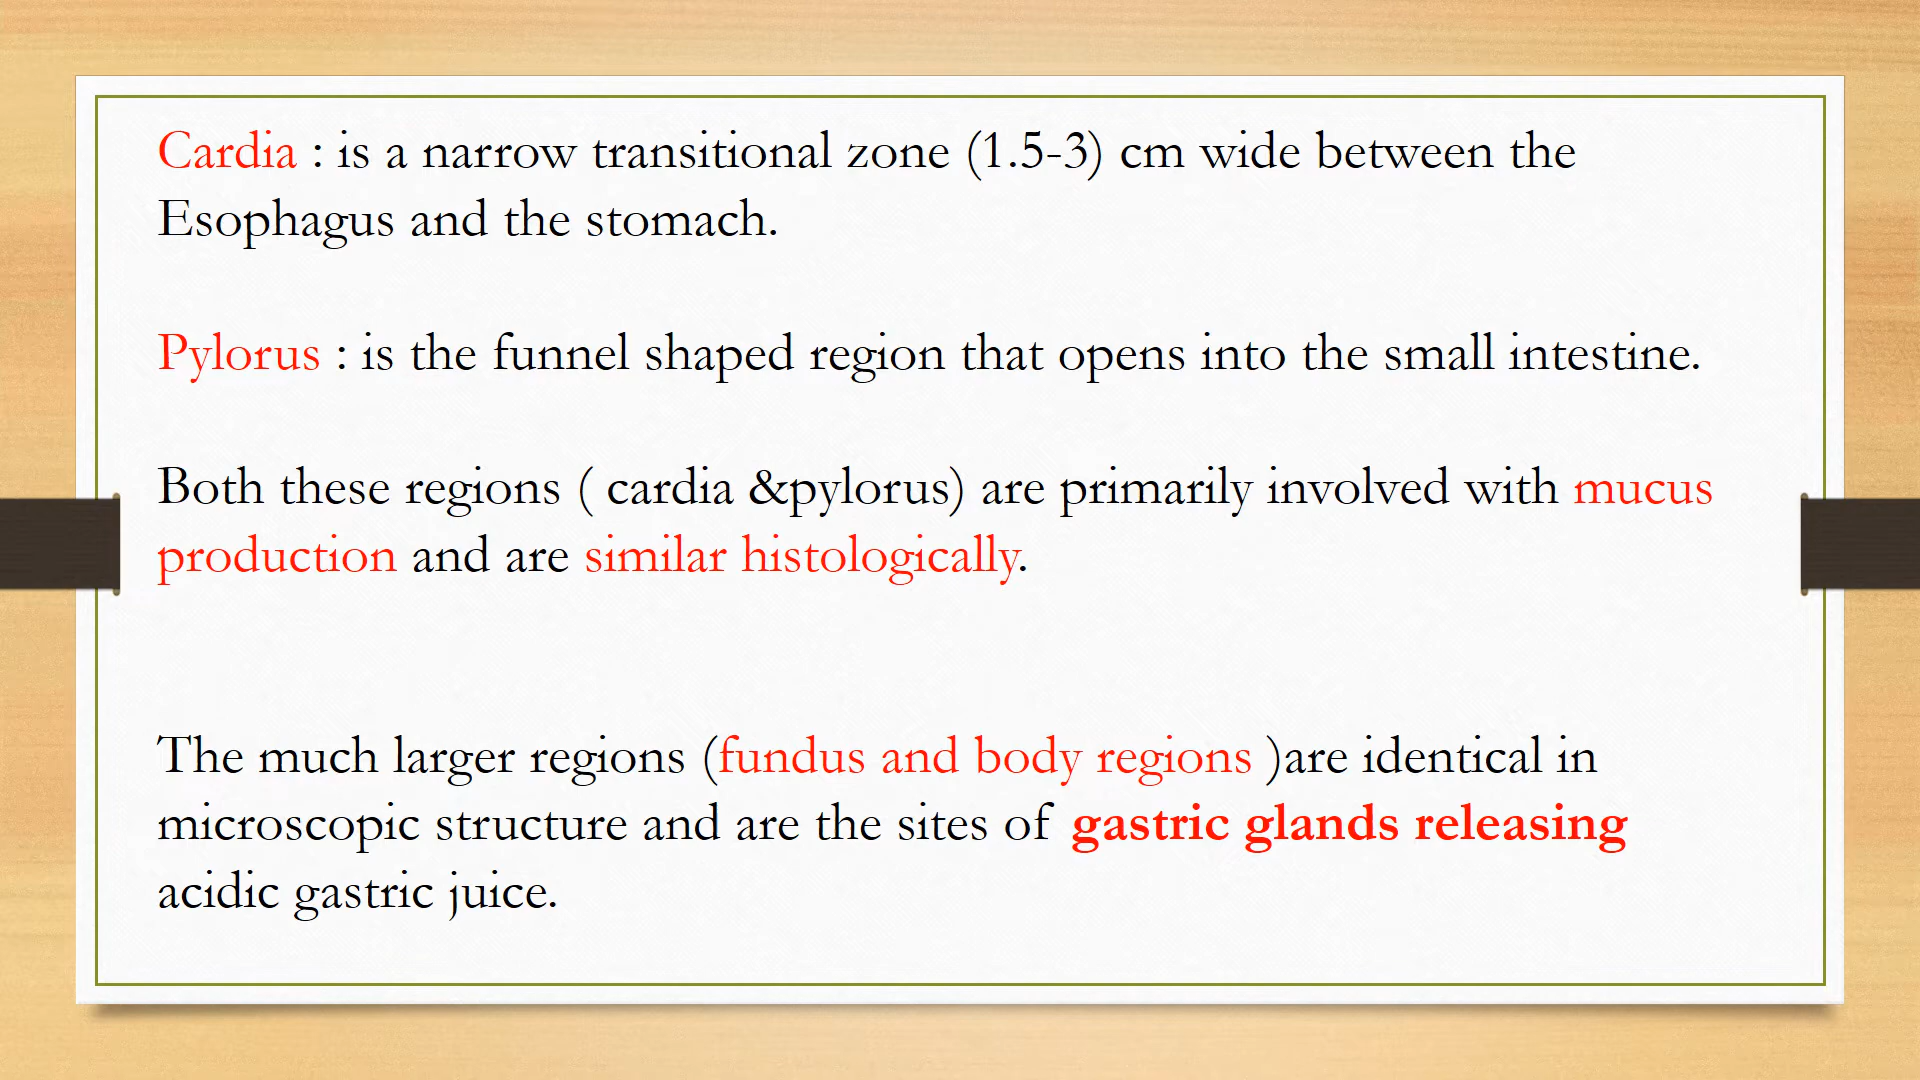 Cardia : is a narrow transitional zone (1.5-3) cm wide between the
Esophagus and the stomach.
Pylorus : is the funnel shaped region that opens into the small intestine.
Both these regions ( cardia &pylorus) are primarily involved with mucus
production and are similar histologically.
The much larger regions (fundus and body regions )are identical in
microscopic structure and are the sites of gastric glands releasing
acidic gastric juice.